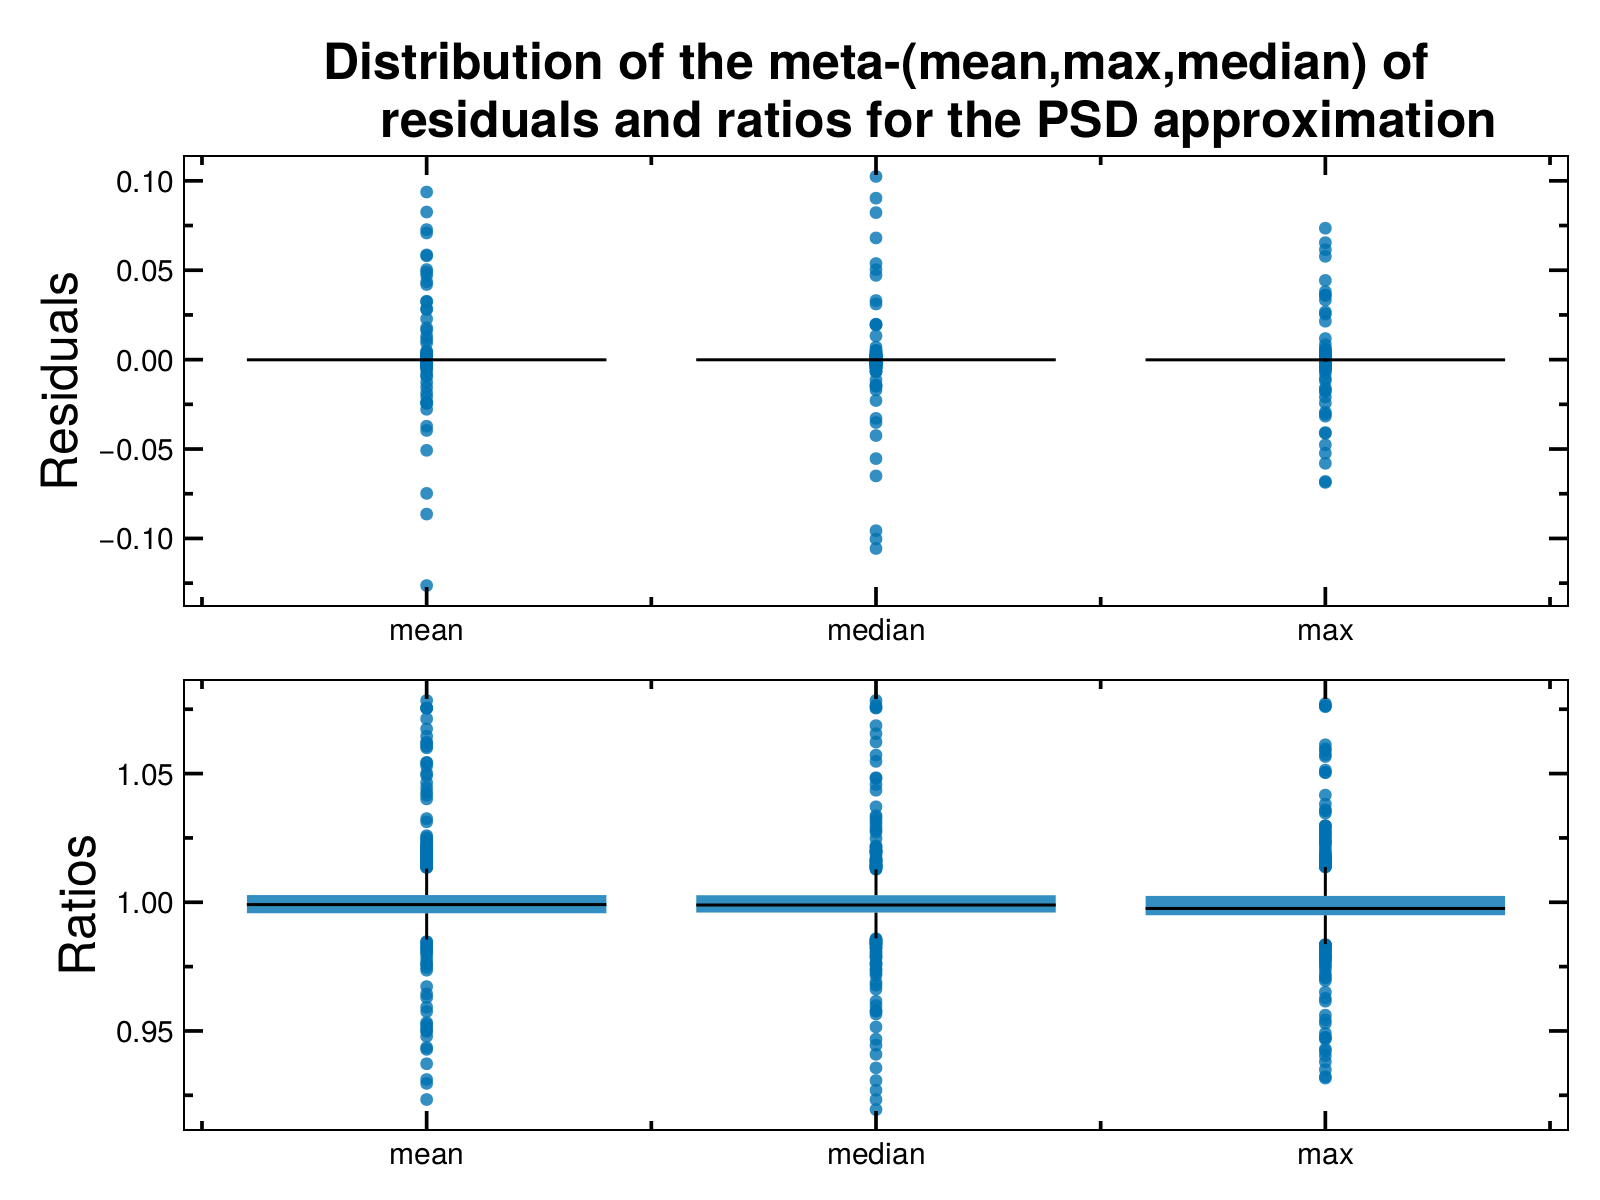 Distribution of the meta-(mean,max,median) of
residuals and ratios for the PSD approximation
Residuals
0.10
0.05
0.00
−0.05
−0.10
mean median max
Ratios
1.05
1.00
0.95
mean median max